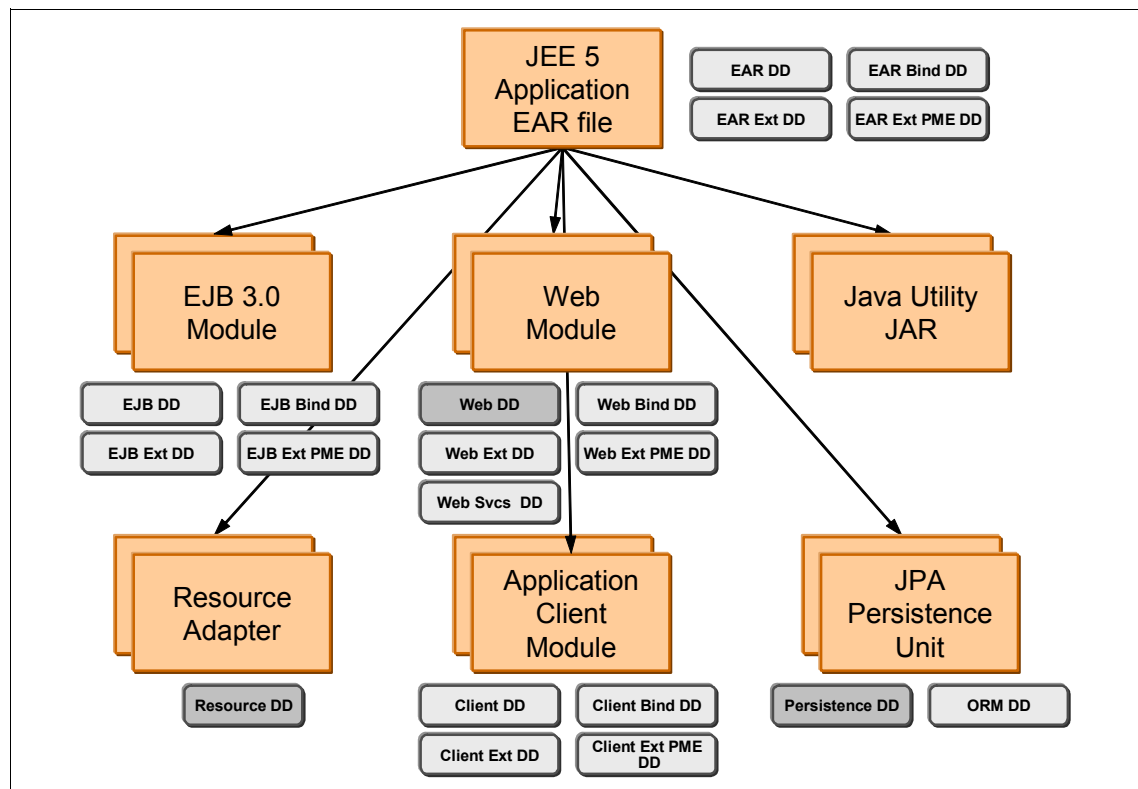 JEE 5
Application
EAR file
EAR DD
EAR Bind DD
EAR Ext DD
EAR Ext PME DD
EJB 3.0
Module
Web
Module
Java Utility
JAR
EJB DD
EJB Bind DD
EJB Ext DD
EJB Ext PME DD
Web DD
Web Bind DD
Web Ext DD
Web Ext PME DD
Web Svcs DD
Resource
Adapter
Application
Client
Module
JPA
Persistence
Unit
Resource DD
Client DD
Client Bind DD
Client Ext DD
Client Ext PME
DD
Persistence DD
ORM DD